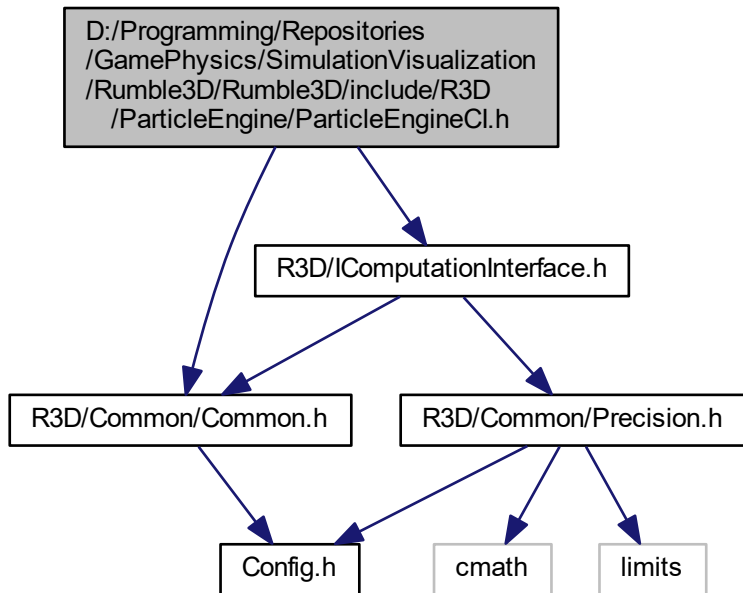 D:/Programming/Repositories
/GamePhysics/SimulationVisualization
/Rumble3D/Rumble3D/include/R3D
/ParticleEngine/ParticleEngineCI.h
R3D/IComputationInterface.h
R3D/Common/Common.h
R3D/Common/Precision.h
Config.h
cmath
limits